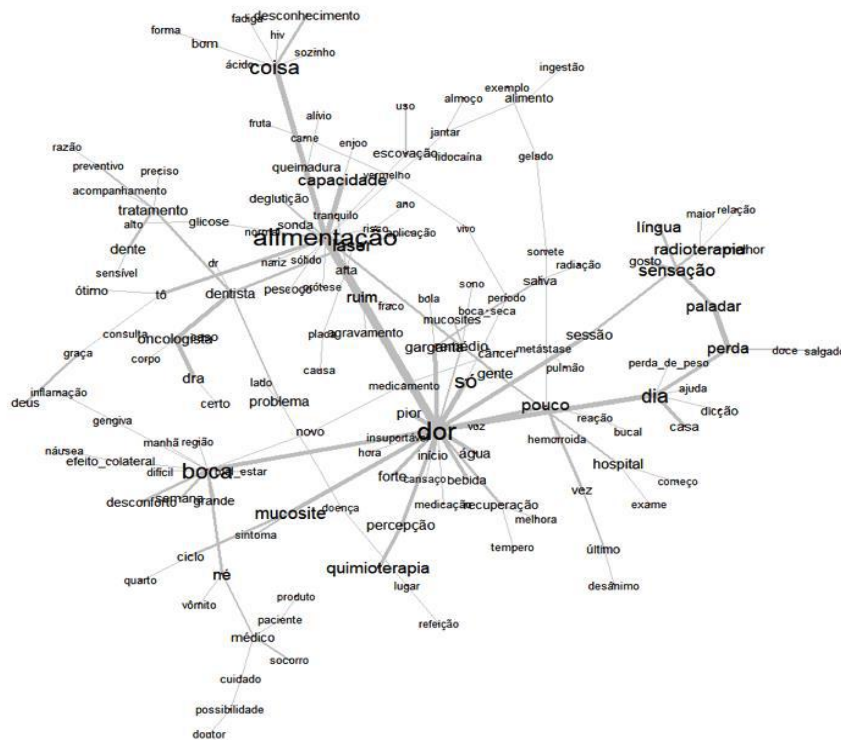 fadiga desconhecimento
forma hiv
bom sozinho
ácido coisa
ingestão
exemplo
uso almoço alimento
fruta alívio
carne enjoo jantar
razão escovação lidocaína gelado
preventivo preciso queimadura
acompanhamento capacidade vermelho
tratamento deglutição maior relação
alto glicose sonda tranquilo ano língua
normal risco aplicação vivo radioterapia melhor
dente alimentação laser sorrete gosto
dr nariz sólido afta radiação sensação
sensível pescoço prótese sono saliva
ótimo tô dentista ruim bola período
fraco boca_seca paladar
consulta placa agravamento mucosites sessão
oncologista garganta remédio
graça corpo causa câncer metástase perda
dra lado medicamento gente pulmão perda_de_peso doce salgado
deus inflamação certo problema só ajuda
pior pouco dia
gengiva novo dor vez reação dicção
náusea manhã região insuportável bucal casa
efeito_colateral difícil hora início água hemorroida
boca hospital
desconforto semana grande forte cansaço bebida vez começo
mucosite doença medicação recuperação exame
sintoma percepção melhora
ciclo tempero último
quarto né quimioterapia
vômito produto lugar desânimo
paciente refeição
médico
socorro
cuidado
possibilidade
doutor